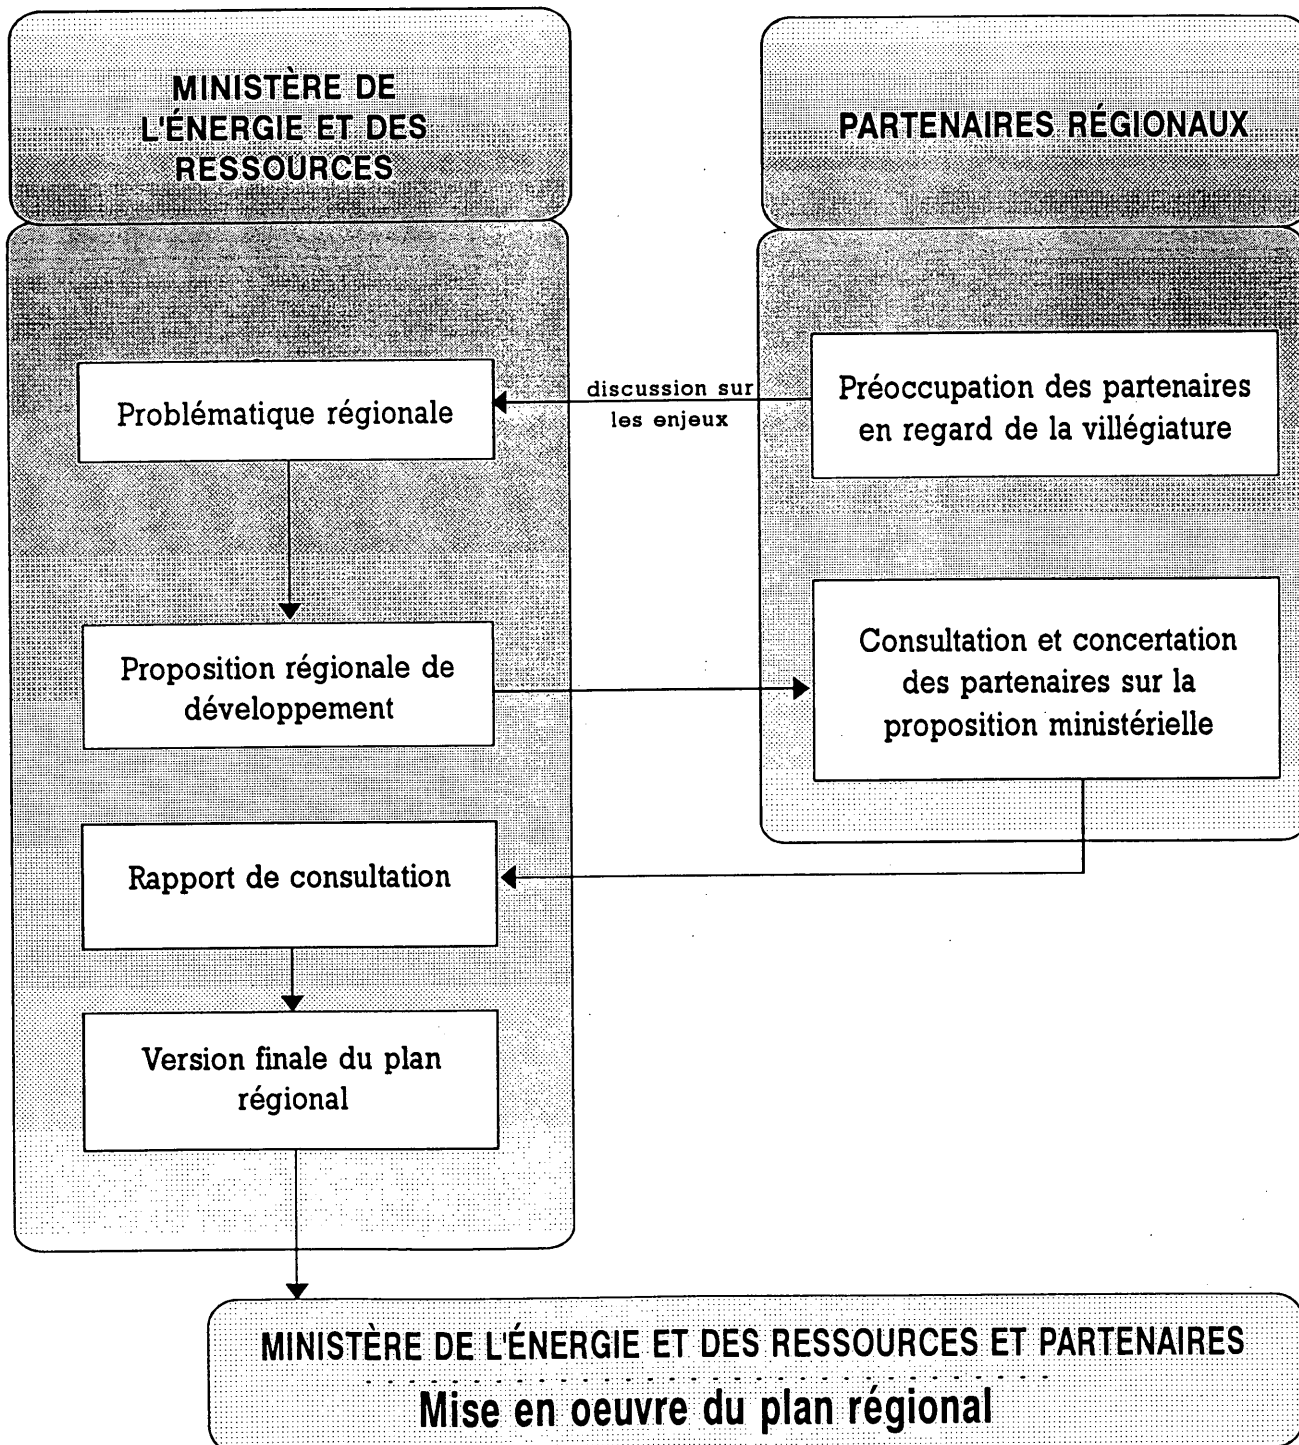 MINISTÈRE DE
L'ÉNERGIE ET DES
RESSOURCES
PARTENAIRES RÉGIONAUX
Problématique régionale
discussion sur
les enjeux
Préoccupation des partenaires
en regard de la villégiature
Proposition régionale de
développement
Consultation et concertation
des partenaires sur la
proposition ministérielle
Rapport de consultation
Version finale du plan
régional
MINISTÈRE DE L'ÉNERGIE ET DES RESSOURCES ET PARTENAIRES
Mise en oeuvre du plan régional